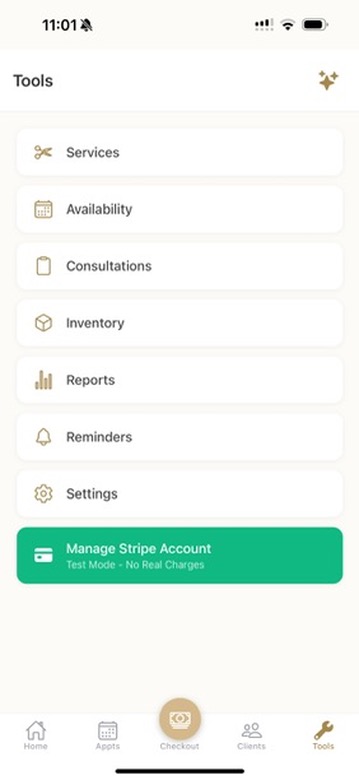 11:01
Tools
Services
Availability
Consultations
Inventory
Reports
Reminders
Settings
Manage Stripe Account
Test Mode - No Real Charges
Home
Appts
Checkout
Clients
Tools